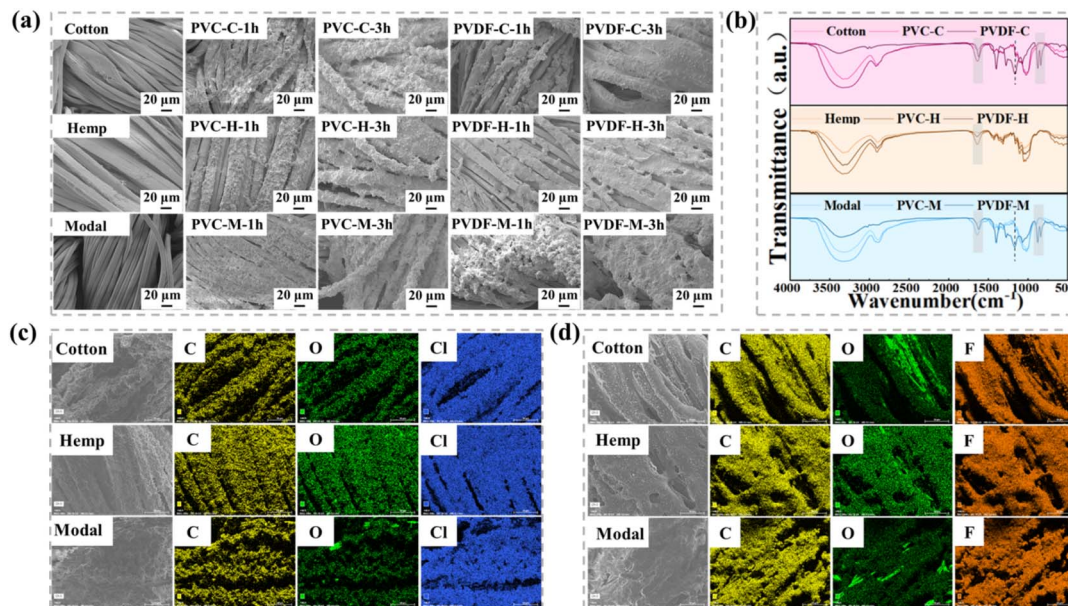 (a)
Cotton PVC-C-1h PVC-C-3h PVDF-C-1h PVDF-C-3h
20 μm 20 μm 20 μm 20 μm 20 μm
Hemp PVC-H-1h PVC-H-3h PVDF-H-1h PVDF-H-3h
20 μm 20 μm 20 μm 20 μm 20 μm
Modal PVC-M-1h PVC-M-3h PVDF-M-1h PVDF-M-3h
20 μm 20 μm 20 μm 20 μm 20 μm
(b)
Transmittance (a.u.)
Cotton PVC-C PVDF-C
Hemp PVC-H PVDF-H
Modal PVC-M PVDF-M
4000 3500 3000 2500 2000 1500 1000 500
Wavenumber(cm-1)
(c)
Cotton C O Cl
Hemp C O Cl
Modal C O Cl
(d)
Cotton C O F
Hemp C O F
Modal C O F